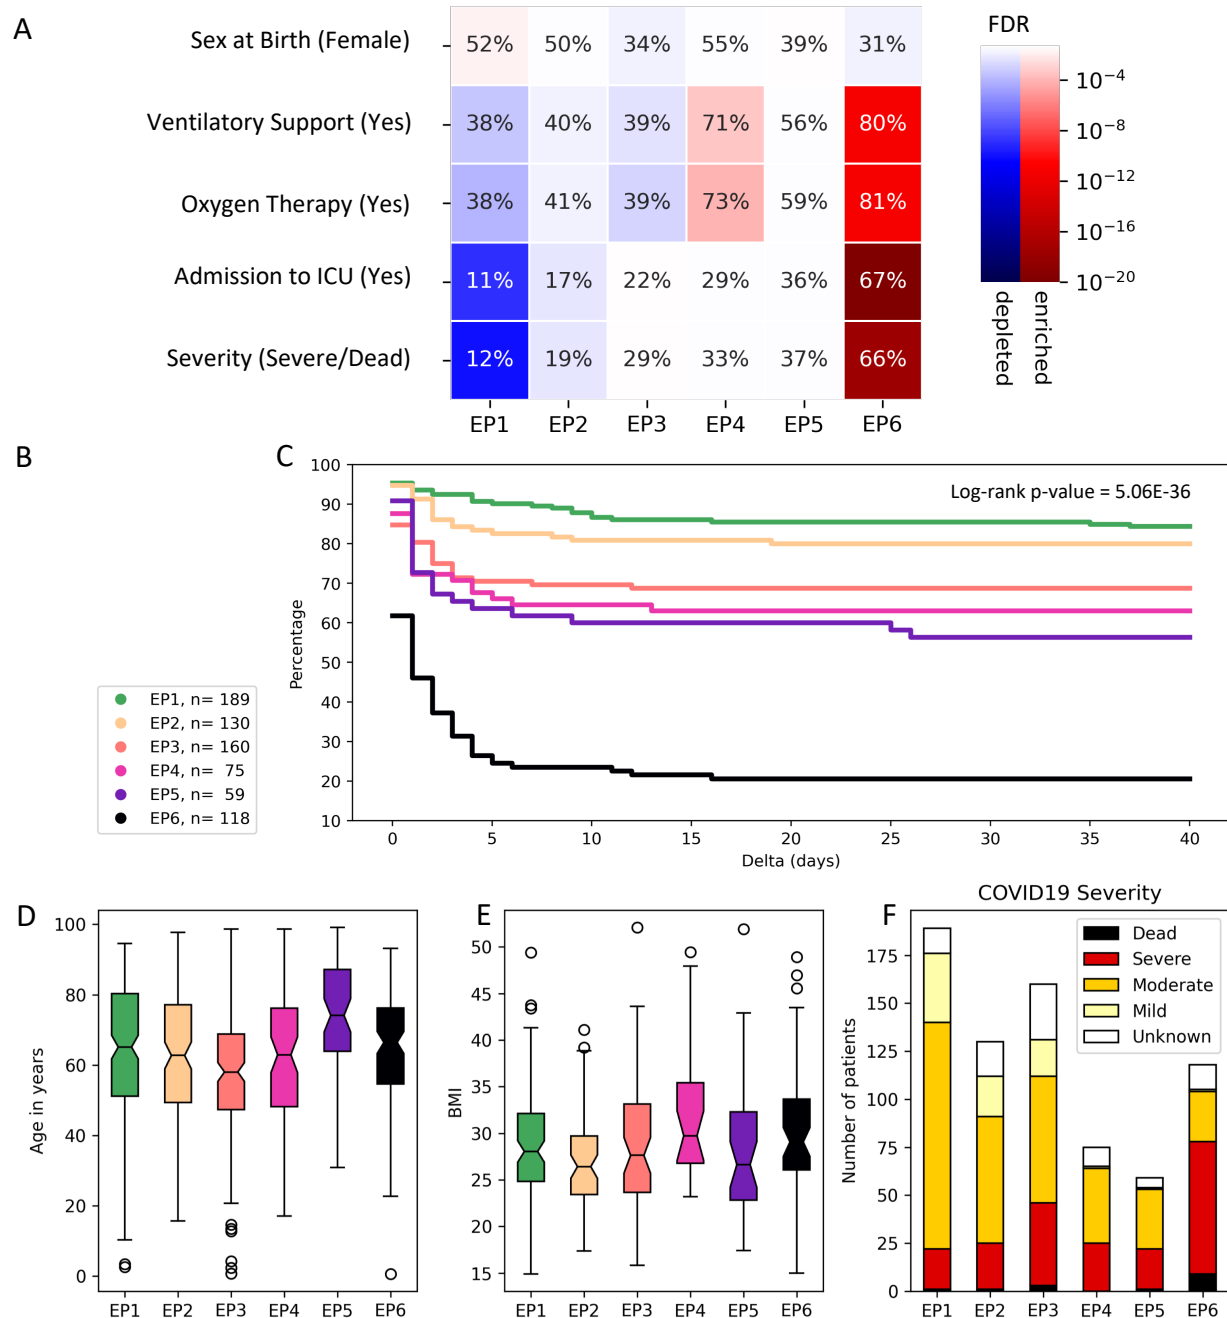 A
Sex at Birth (Female)
52% 50% 34% 55% 39% 31%
Ventilatory Support (Yes)
38% 40% 39% 71% 56% 80%
Oxygen Therapy (Yes)
38% 41% 39% 73% 59% 81%
Admission to ICU (Yes)
11% 17% 22% 29% 36% 67%
Severity (Severe/Dead)
12% 19% 29% 33% 37% 66%
EP1 EP2 EP3 EP4 EP5 EP6
FDR
10⁻⁴
10⁻⁸
10⁻¹²
10⁻¹⁶
10⁻²⁰
depleted
enriched
B
EP1, n= 189
EP2, n= 130
EP3, n= 160
EP4, n= 75
EP5, n= 59
EP6, n= 118
C
Log-rank p-value = 5.06E-36
Percentage
100
90
80
70
60
50
40
30
20
10
0 5 10 15 20 25 30 35 40
Delta (days)
D
Age in years
100
80
60
40
20
0
EP1 EP2 EP3 EP4 EP5 EP6
E
BMI
50
45
40
35
30
25
20
15
EP1 EP2 EP3 EP4 EP5 EP6
F
COVID19 Severity
Dead
Severe
Moderate
Mild
Unknown
Number of patients
175
150
125
100
75
50
25
0
EP1 EP2 EP3 EP4 EP5 EP6